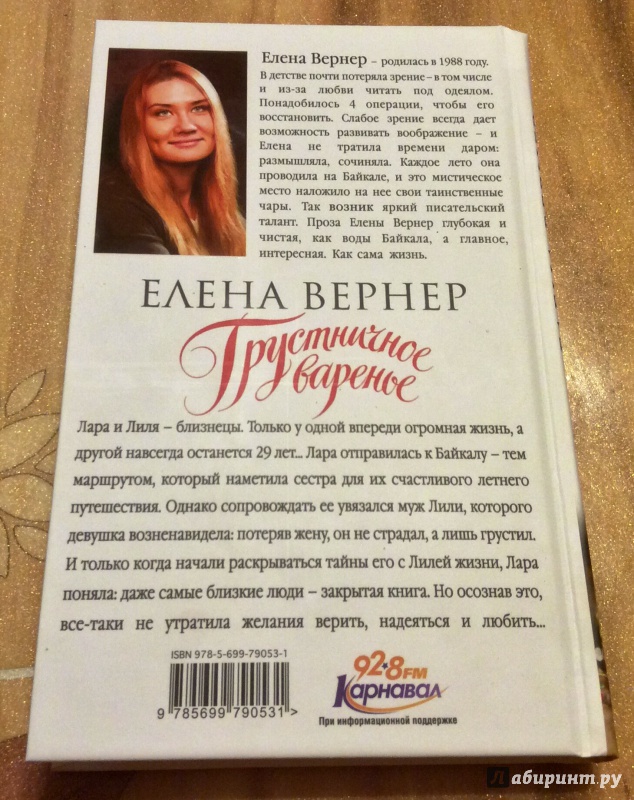 Елена Вернер – родилась в 1988 году.
В детстве почти потеряла зрение – в том числе
и из-за любви читать под одеялом.
Понадобилось 4 операции, чтобы его
восстановить. Слабое зрение всегда дает
возможность развивать воображение – и
Елена не тратила времени даром:
размышляла, сочиняла. Каждое лето она
проводила на Байкале, и это мистическое
место наложило на нее свои таинственные
чары. Так возник яркий писательский
талант. Проза Елены Вернер глубокая и
чистая, как воды Байкала, а главное,
интересная. Как сама жизнь.
ЕЛЕНА ВЕРНЕР
Грустничное
варенье
Лара и Лиля – близнецы. Только у одной впереди огромная жизнь, а
другой навсегда останется 29 лет... Лара отправилась к Байкалу – тем
маршрутом, который наметила сестра для их счастливого летнего
путешествия. Однако сопровождать ее увязался муж Лили, которого
девушка возненавидела: потеряв жену, он не страдал, а лишь грустил.
И только когда начали раскрываться тайны его с Лилей жизни, Лара
поняла: даже самые близкие люди – закрытая книга. Но осознав это,
все-таки не утратила желания верить, надеяться и любить...
ISBN 978-5-699-79053-1
9 785699 790531>
92.8 FM
Карнавал
При информационной поддержке
Лабиринт.ру